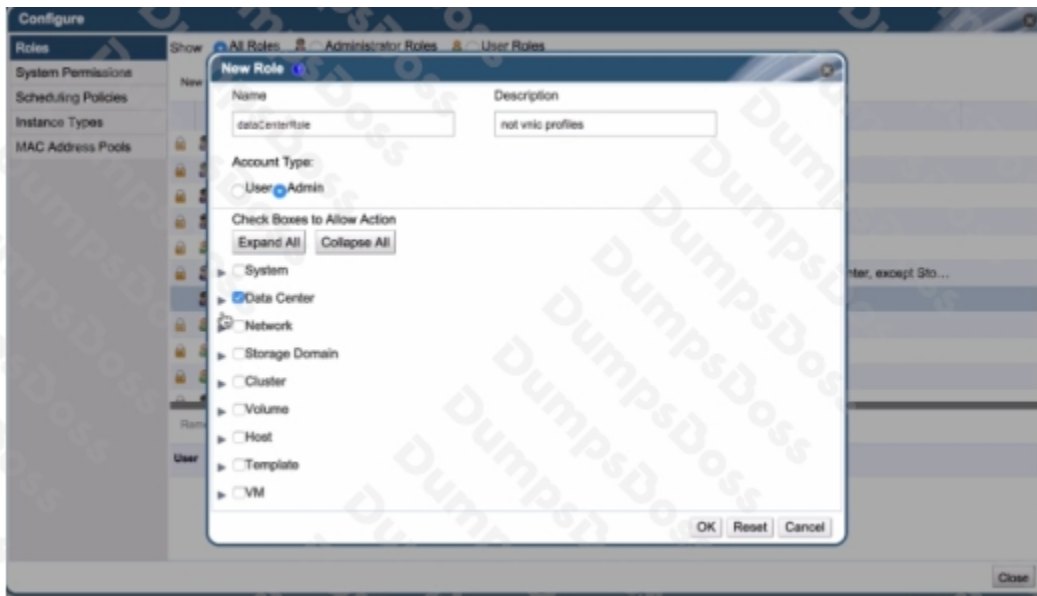 Configure
Roles
System Permissions
Scheduling Policies
Instance Types
MAC Address Pools
Show All Roles Administrator Roles User Roles
New
New Role
Name
Description
dataCenterRole
not vnic profiles
Account Type:
User Admin
Check Boxes to Allow Action
Expand All Collapse All
System
Data Center
Network
Storage Domain
Cluster
Volume
Host
Template
VM
OK Reset Cancel
nter, except Sto...
Rem
User
Close
DumpsDoss